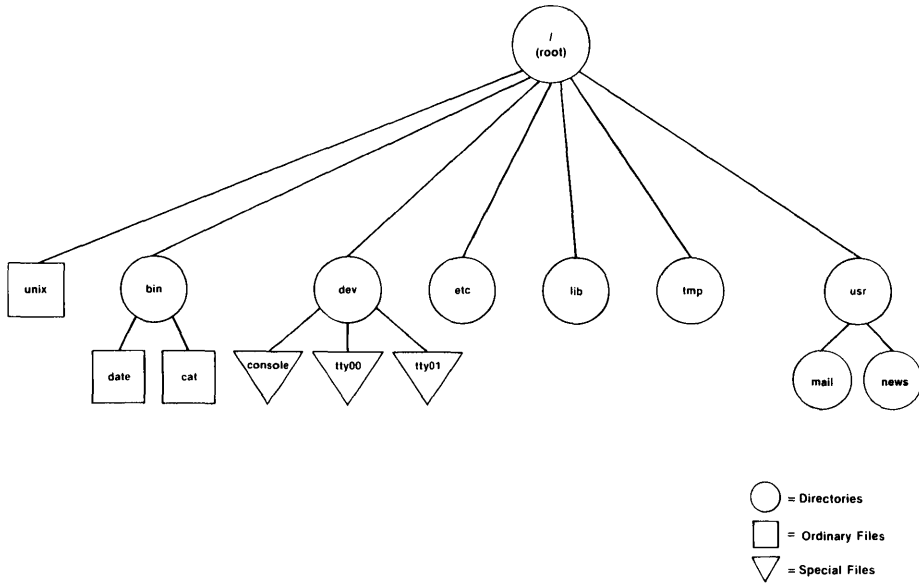 /
(root)
unix
bin
dev
etc
lib
tmp
usr
date
cat
console
tty00
tty01
mail
news
= Directories
= Ordinary Files
= Special Files